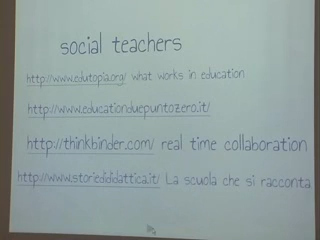 social teachers
http://www.edutopia.org/ what works in education
http://www.educationduepuntozero.it/
http://thinkbinder.com/ real time collaboration
http://www.storiedididattica.it/ La scuola che si racconta